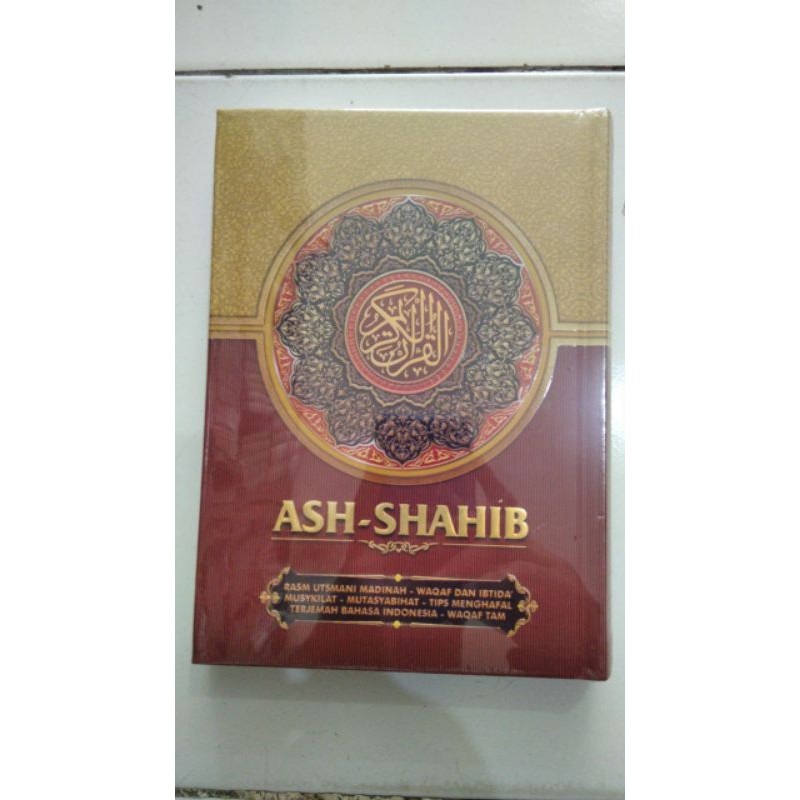 القرآن الكريم
ASH-SHAHIB
RASM UTSMANI MADINAH - WAQAF DAN IBTIDA'
MUSYKILAT - MUTASYABIHAT - TIPS MENGHAFAL
TERJEMAH BAHASA INDONESIA - WAQAF TAM